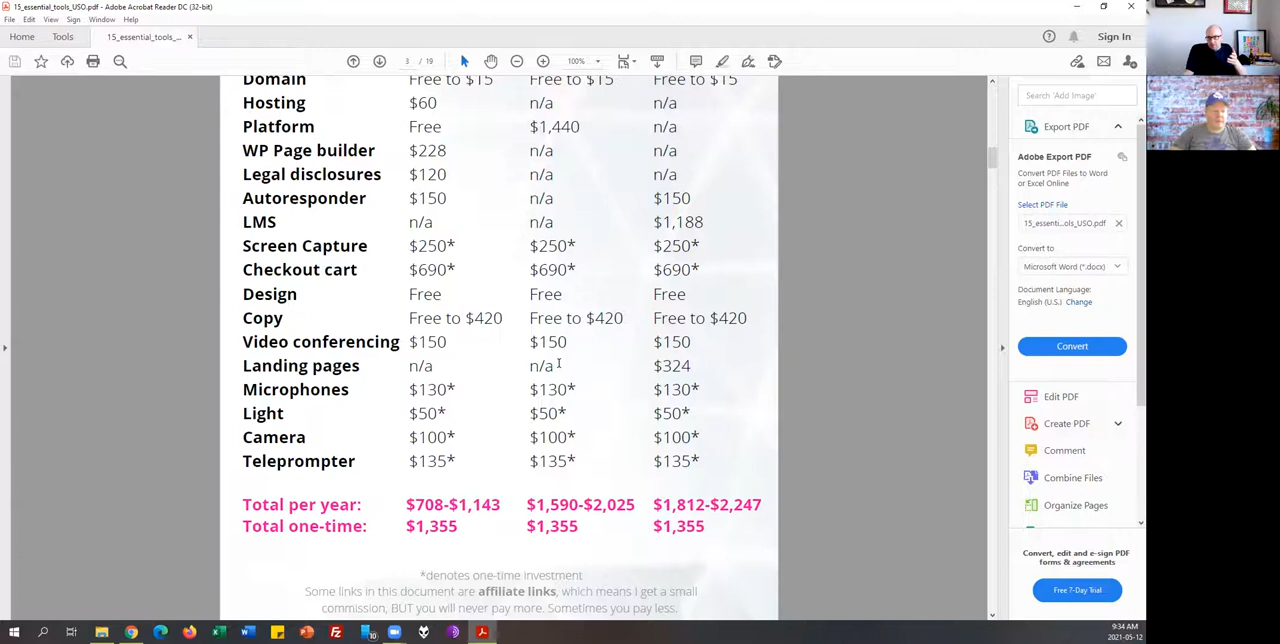 15_essential_tools_USO.pdf - Adobe Acrobat Reader DC (32-bit)
File Edit View Sign Window Help
Home Tools 15_essential_tools_... × Sign In
3 / 19 100%
Domain Free to $15 Free to $15 Free to $15
Hosting $60 n/a n/a
Platform Free $1,440 n/a
WP Page builder $228 n/a n/a
Legal disclosures $120 n/a n/a
Autoresponder $150 n/a $150
LMS n/a n/a $1,188
Screen Capture $250* $250* $250*
Checkout cart $690* $690* $690*
Design Free Free Free
Copy Free to $420 Free to $420 Free to $420
Video conferencing $150 $150 $150
Landing pages n/a n/a $324
Microphones $130* $130* $130*
Light $50* $50* $50*
Camera $100* $100* $100*
Teleprompter $135* $135* $135*
Total per year: $708-$1,143 $1,590-$2,025 $1,812-$2,247
Total one-time: $1,355 $1,355 $1,355
*denotes one-time investment
Some links in this document are affiliate links, which means I get a small
commission, BUT you will never pay more. Sometimes you pay less.
Search 'Add Image'
Export PDF
Adobe Export PDF
Convert PDF Files to Word
or Excel Online
Select PDF File
15_essenti...ols_USO.pdf ×
Convert to
Microsoft Word (*.docx)
Document Language:
English (U.S.) Change
Convert
Edit PDF
Create PDF
Comment
Combine Files
Organize Pages
Convert, edit and e-sign PDF
forms & agreements
Free 7-Day Trial
9:34 AM
2021-05-12